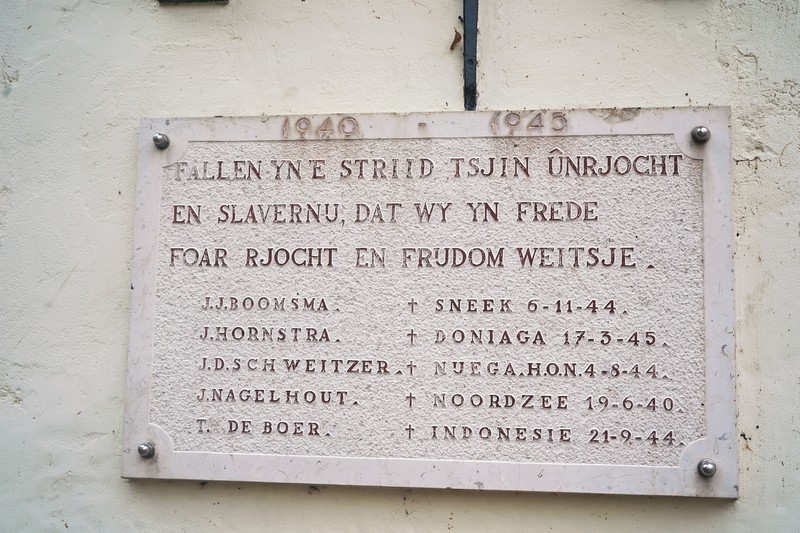 1940 - 1945
FALLEN YN'E STRIID TSJIN ÛNRJOCHT
EN SLAVERNU, DAT WY YN FREDE
FOAR RJOCHT EN FRUDOM WEITSJE.
J.J.BOOMSMA. † SNEEK 6-11-44.
J.HORNSTRA. † DONIAGA 17-3-45.
J.D.SCHWEITZER. † NUEGA.H.O.N. 4-8-44.
J.NAGELHOUT. † NOORDZEE 19-6-40.
T. DE BOER. † INDONESIE 21-9-44.